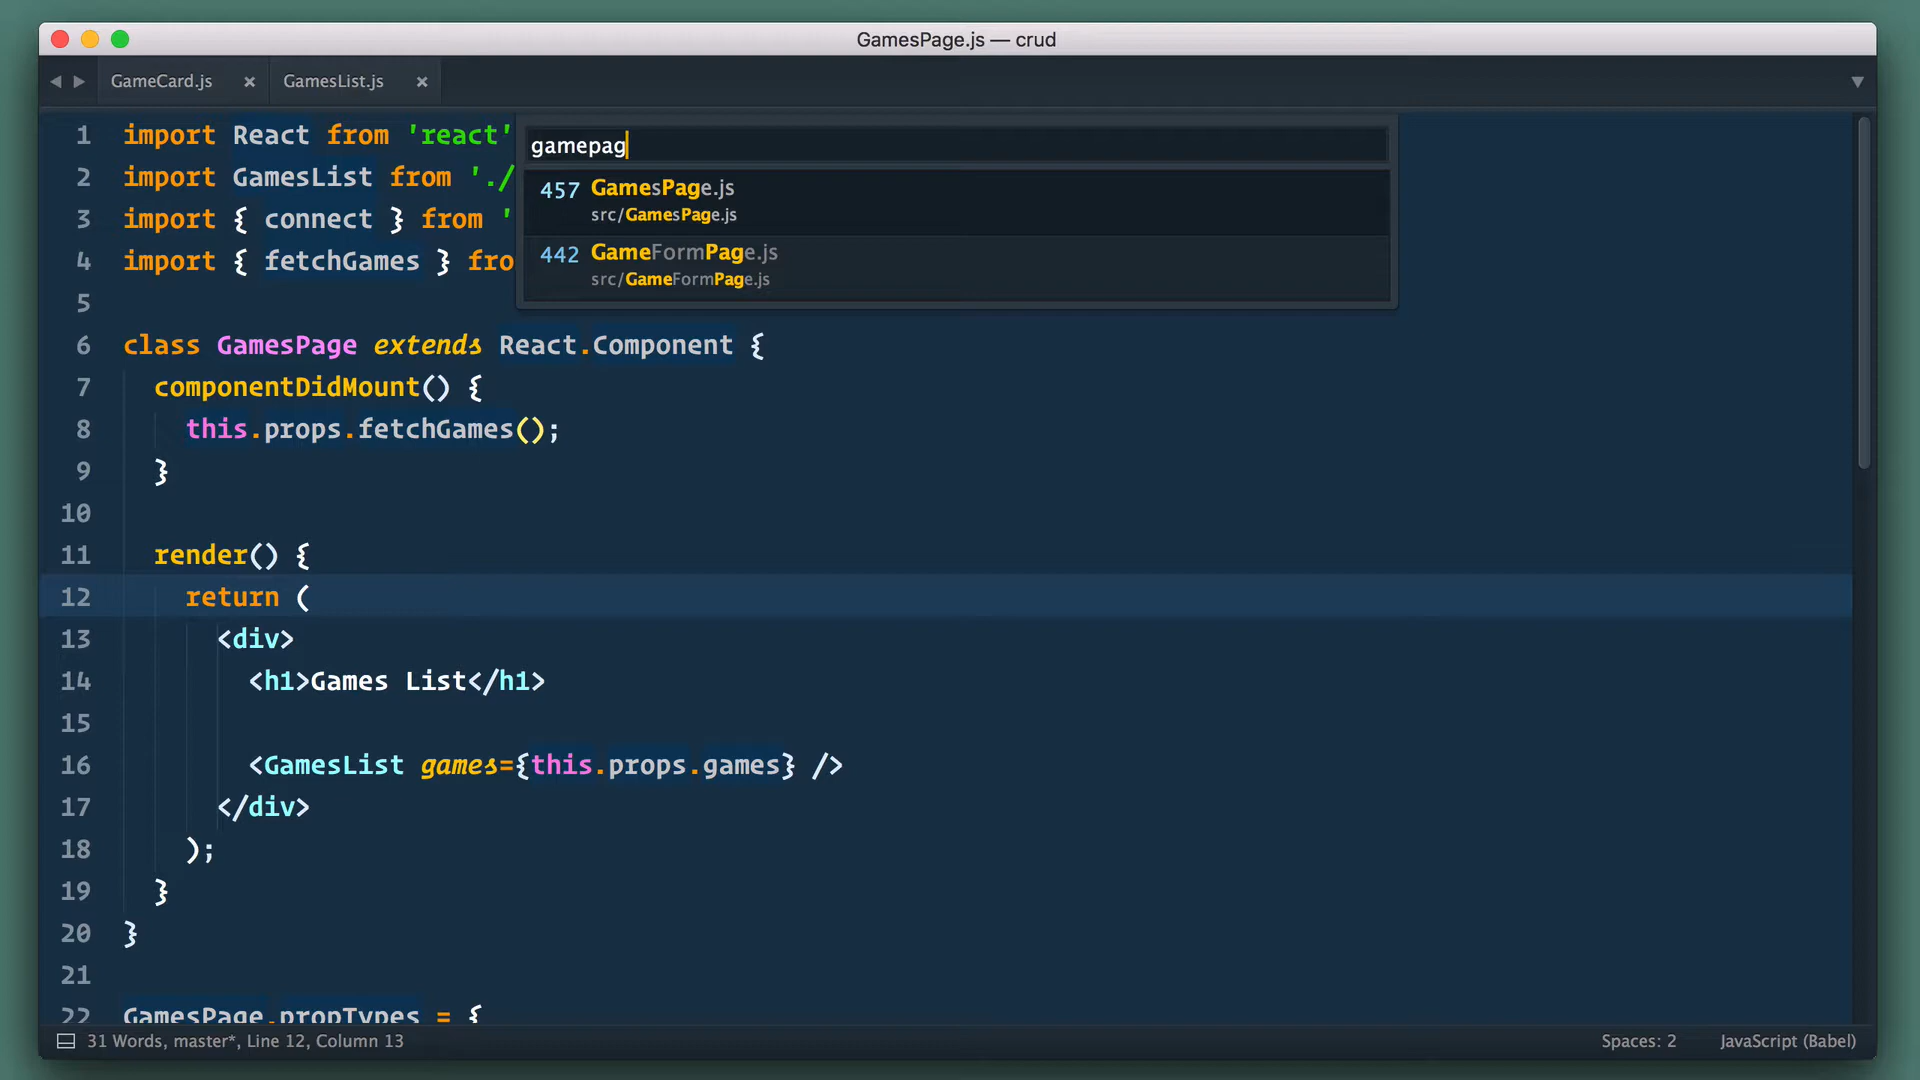 GamesPage.js — crud
GameCard.js × GamesList.js ×
gamepag
457 GamesPage.js
src/GamesPage.js
442 GameFormPage.js
src/GameFormPage.js
1 import React from 'react'
2 import GamesList from './
3 import { connect } from '
4 import { fetchGames } fro
5
6 class GamesPage extends React.Component {
7 componentDidMount() {
8 this.props.fetchGames();
9 }
10
11 render() {
12 return (
13 <div>
14 <h1>Games List</h1>
15
16 <GamesList games={this.props.games} />
17 </div>
18 );
19 }
20 }
21
22 GamesPage.propTypes = {
31 Words, master*, Line 12, Column 13 Spaces: 2 JavaScript (Babel)